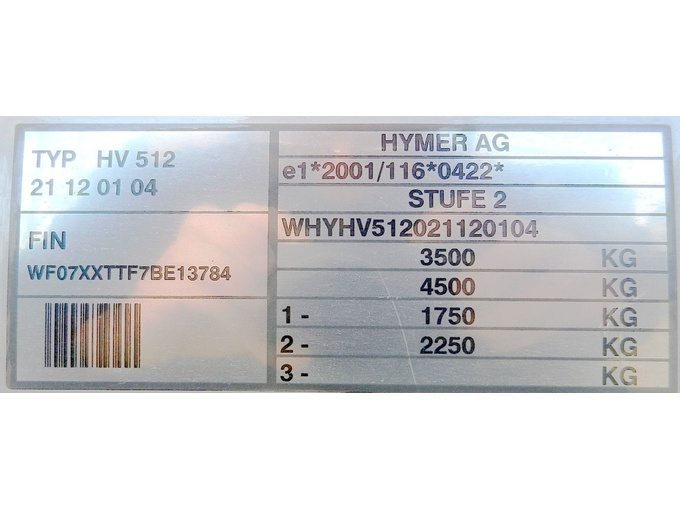 TYP HV 512
21 12 01 04
FIN
WF07XXTTF7BE13784
HYMER AG
e1*2001/116*0422*
STUFE 2
WHYHV512021120104
3500 KG
4500 KG
1 - 1750 KG
2 - 2250 KG
3 - KG